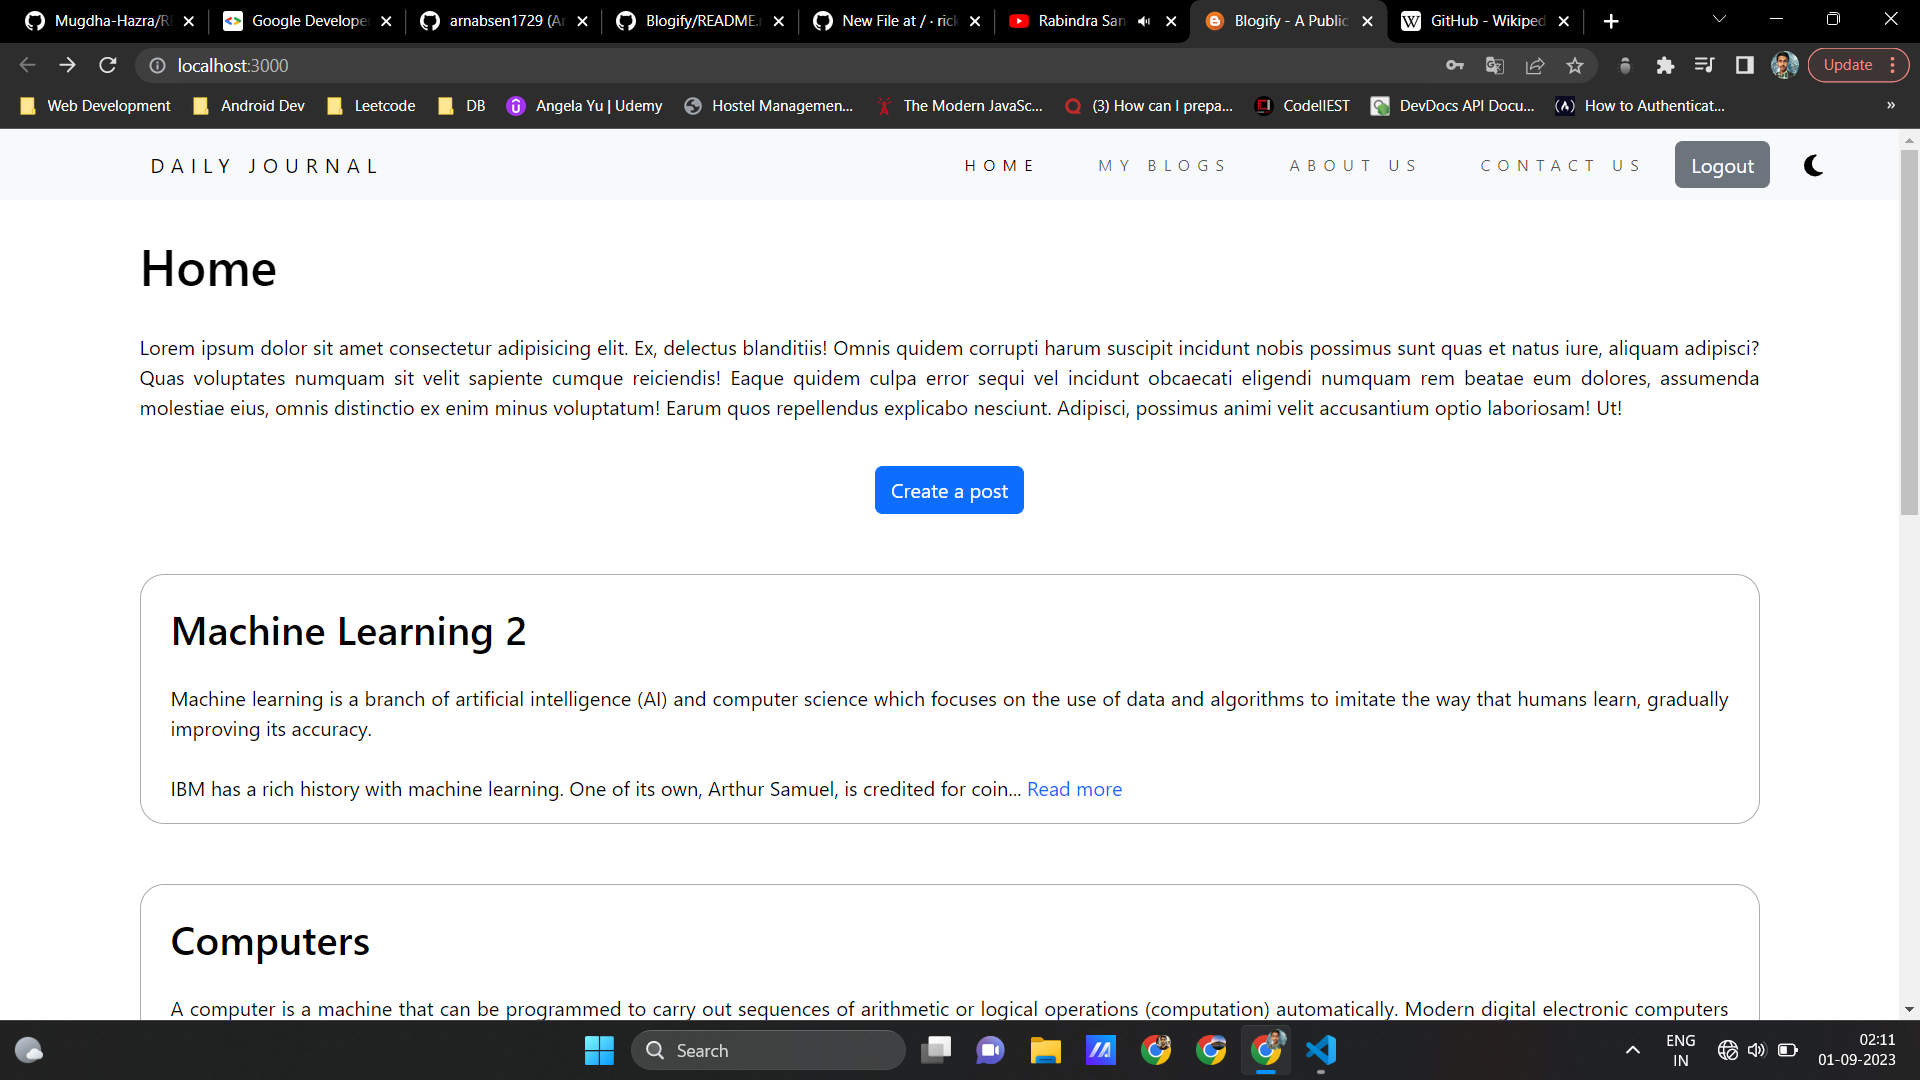 Mugdha-Hazra/R
Google Develope
arnabsen1729 (Ar
Blogify/README.
New File at / · rick
Rabindra San
Blogify - A Public
GitHub - Wikiped
localhost:3000
Update
Web Development
Android Dev
Leetcode
DB
Angela Yu | Udemy
Hostel Managemen...
The Modern JavaSc...
(3) How can I prepa...
CodeIIEST
DevDocs API Docu...
How to Authenticat...
»
DAILY JOURNAL
HOME
MY BLOGS
ABOUT US
CONTACT US
Logout
Home
Lorem ipsum dolor sit amet consectetur adipisicing elit. Ex, delectus blanditiis! Omnis quidem corrupti harum suscipit incidunt nobis possimus sunt quas et natus iure, aliquam adipisci?
Quas voluptates numquam sit velit sapiente cumque reiciendis! Eaque quidem culpa error sequi vel incidunt obcaecati eligendi numquam rem beatae eum dolores, assumenda
molestiae eius, omnis distinctio ex enim minus voluptatum! Earum quos repellendus explicabo nesciunt. Adipisci, possimus animi velit accusantium optio laboriosam! Ut!
Create a post
Machine Learning 2
Machine learning is a branch of artificial intelligence (AI) and computer science which focuses on the use of data and algorithms to imitate the way that humans learn, gradually
improving its accuracy.
IBM has a rich history with machine learning. One of its own, Arthur Samuel, is credited for coin... Read more
Computers
A computer is a machine that can be programmed to carry out sequences of arithmetic or logical operations (computation) automatically. Modern digital electronic computers
Search
ENG
IN
02:11
01-09-2023